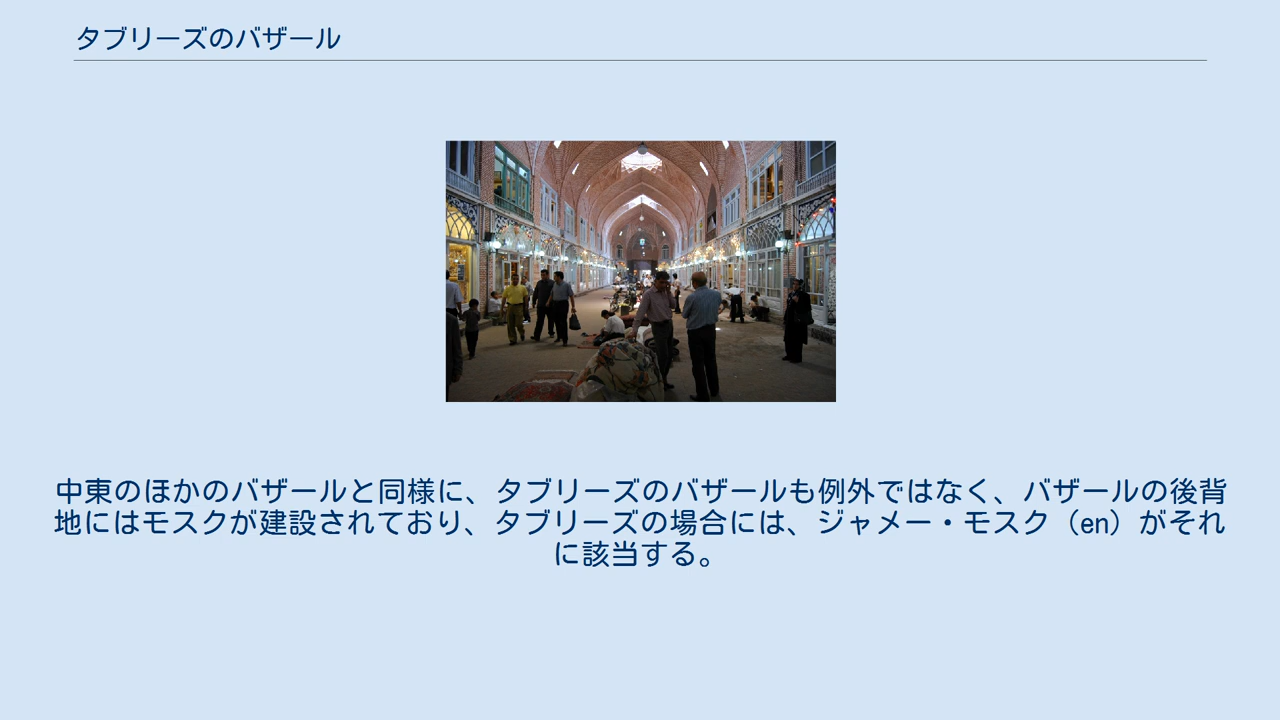 タブリーズのバザール
中東のほかのバザールと同様に、タブリーズのバザールも例外ではなく、バザールの後背
地にはモスクが建設されており、タブリーズの場合には、ジャメー・モスク（en）がそれ
に該当する。